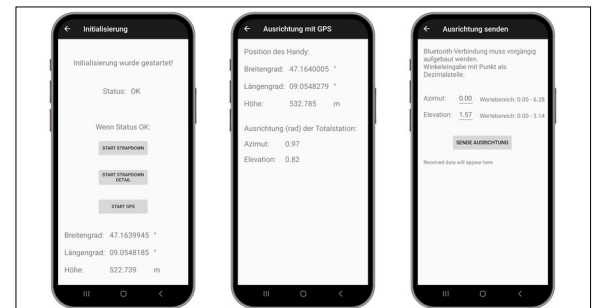 Initialisierung
Initialisierung wurde gestartet!
Status: OK
Wenn Status OK:
START STRAPDOWN
START STRAPDOWN
DETAIL
START GPS
Breitengrad: 47.1639945 °
Längengrad: 09.0548185 °
Höhe: 522.739 m
Ausrichtung mit GPS
Position des Handy:
Breitengrad: 47.1640005 °
Längengrad: 09.0548279 °
Höhe: 532.785 m
Ausrichtung (rad) der Totalstation:
Azimut: 0.97
Elevation: 0.82
Ausrichtung senden
Bluetooth-Verbindung muss vorgängig
aufgebaut werden.
Winkeleingabe mit Punkt als
Dezimalstelle.
Azimut: 0.00 Wertebereich: 0.00 - 6.28
Elevation: 1.57 Wertebereich: 0.00 - 3.14
SENDE AUSRICHTUNG
Received data will appear here